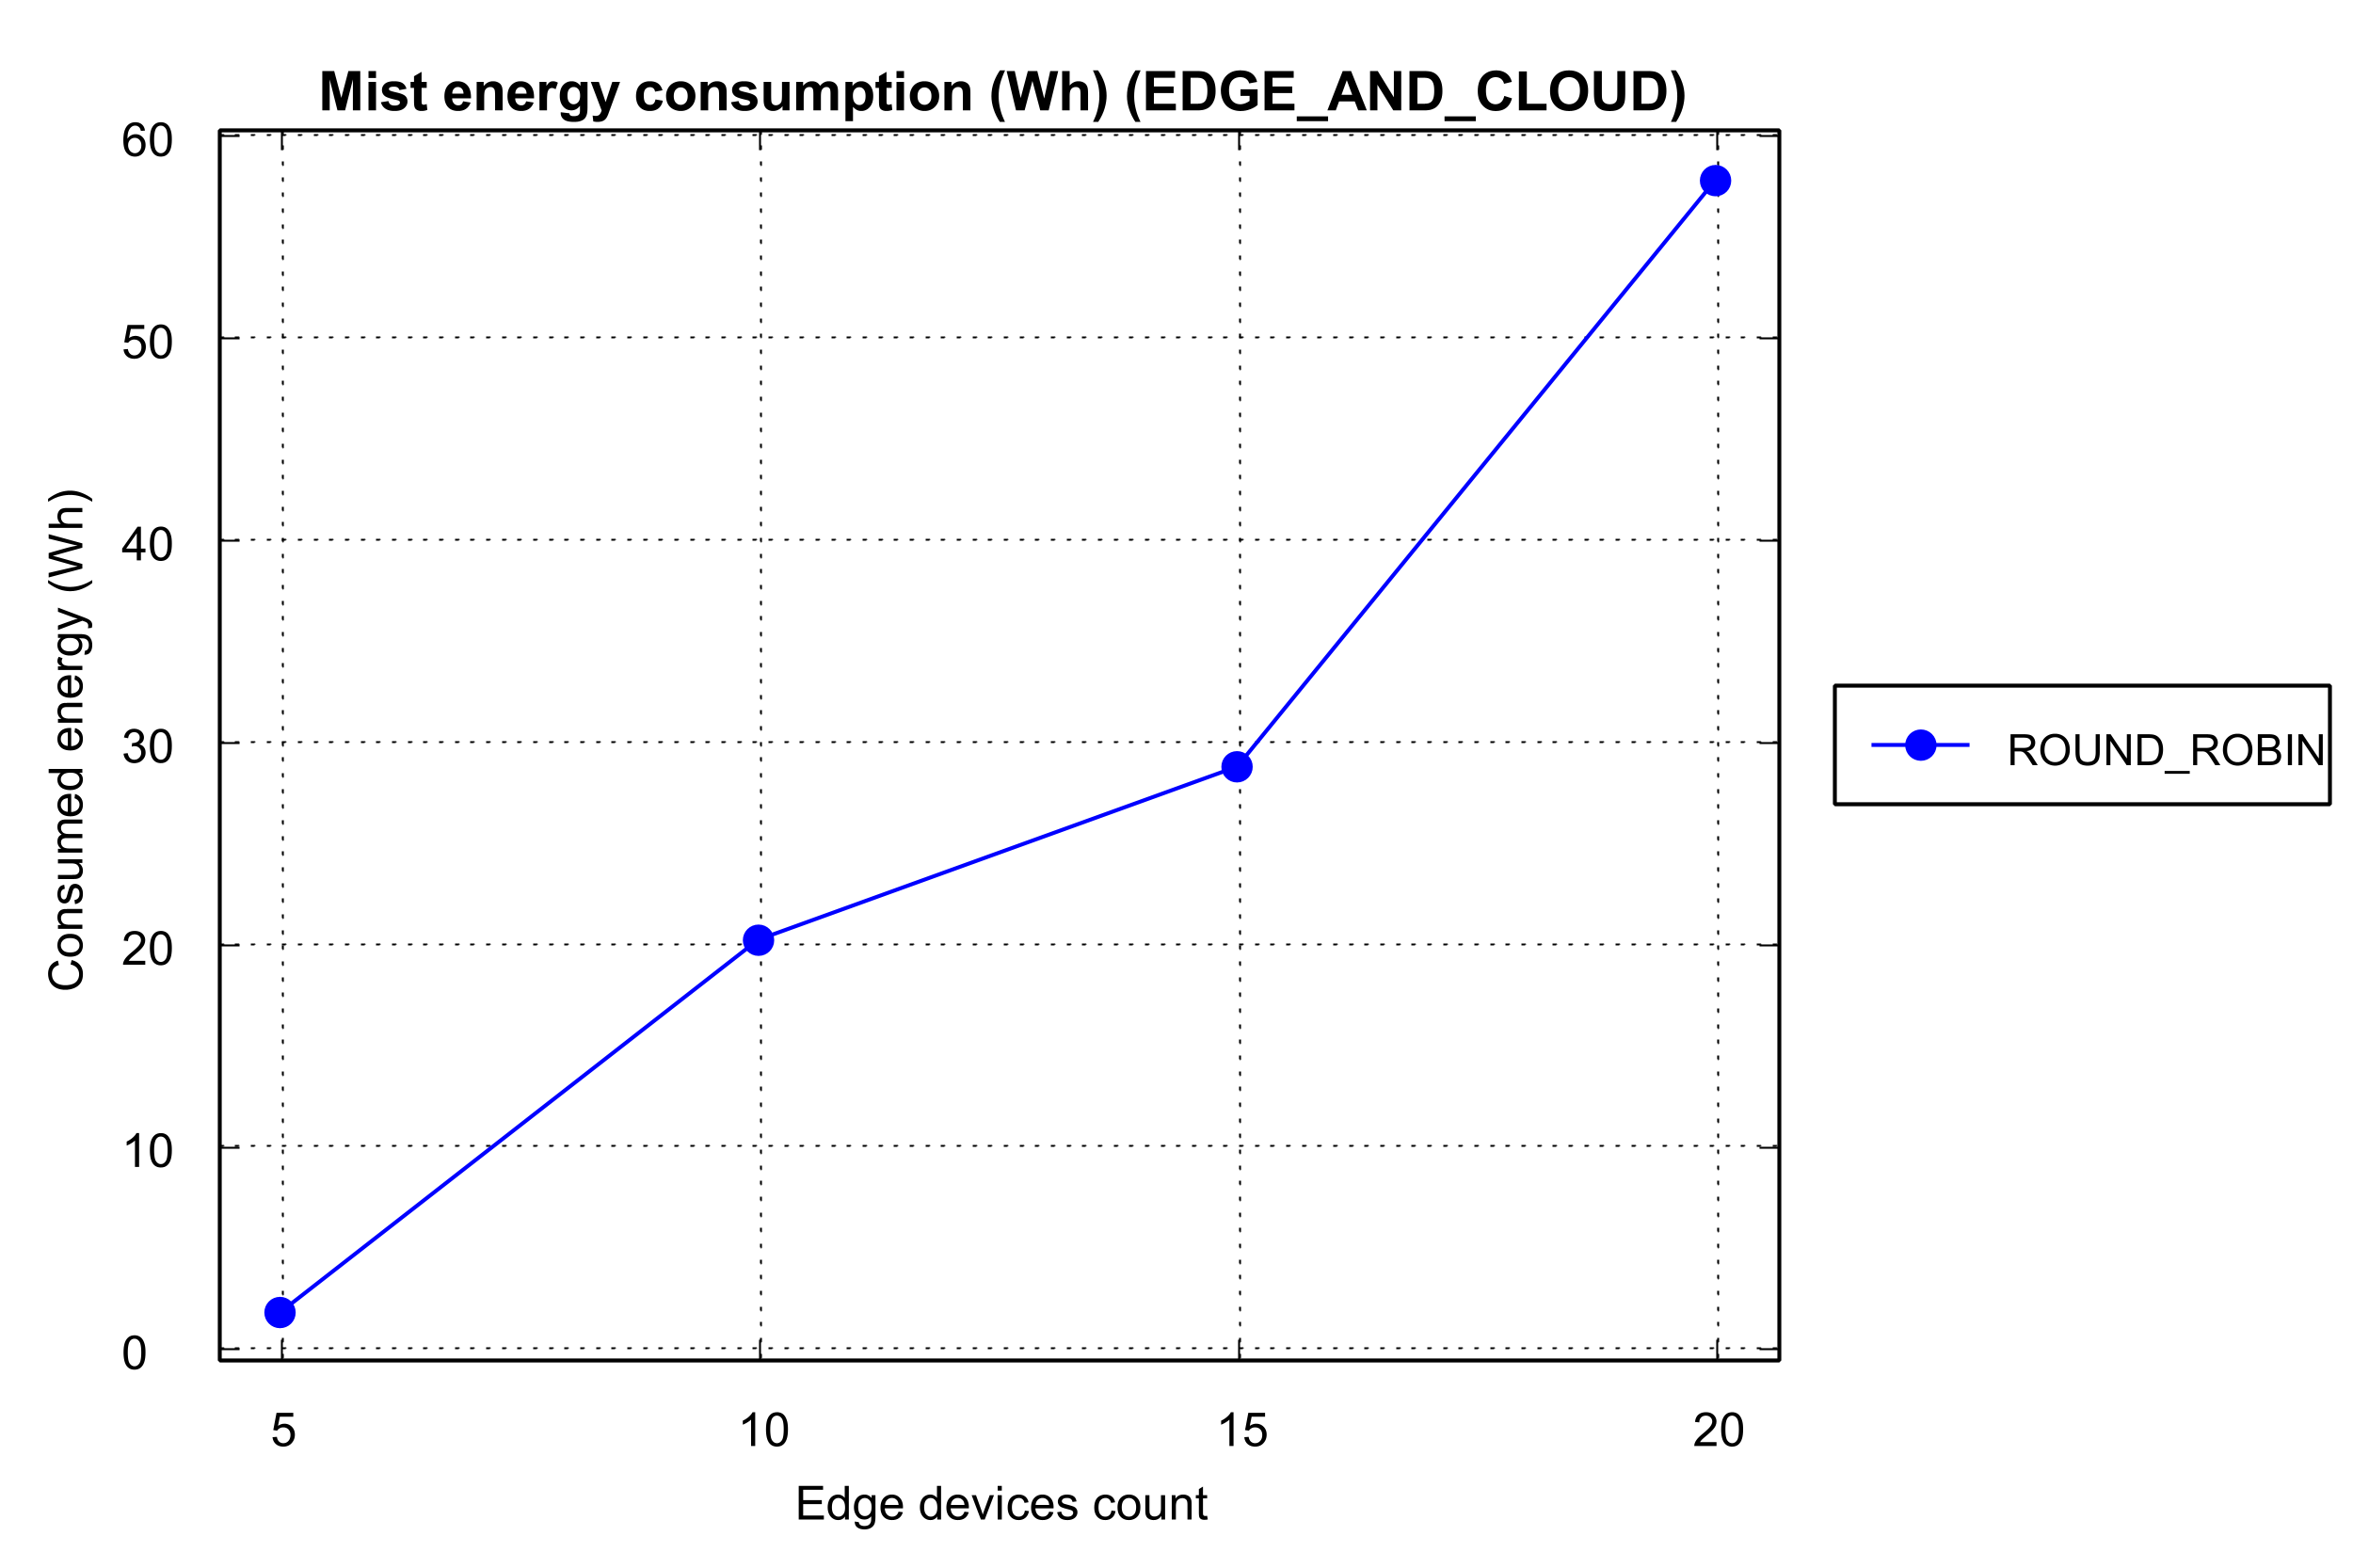 Mist energy consumption (Wh) (EDGE_AND_CLOUD)
60
50
40
30
20
10
0
Consumed energy (Wh)
5 10 15 20
Edge devices count
ROUND_ROBIN